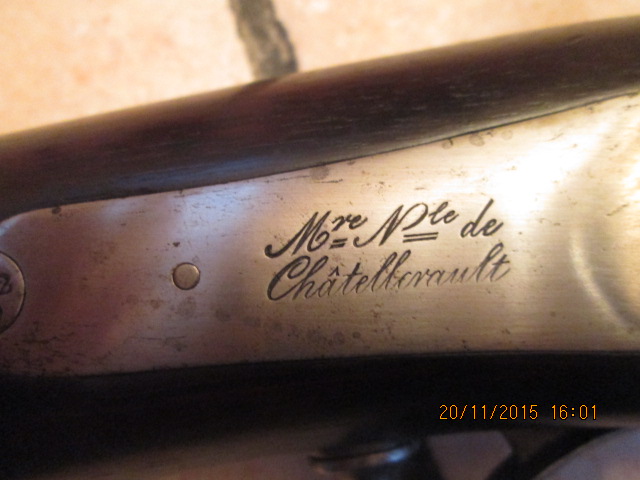 Mre Nle de
Châtellerault
20/11/2015 16:01